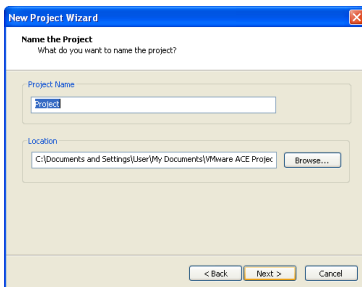 New Project Wizard
Name the Project
What do you want to name the project?
Project Name
Project
Location
C:\Documents and Settings\User\My Documents\VMware ACE Projec
Browse...
< Back
Next >
Cancel